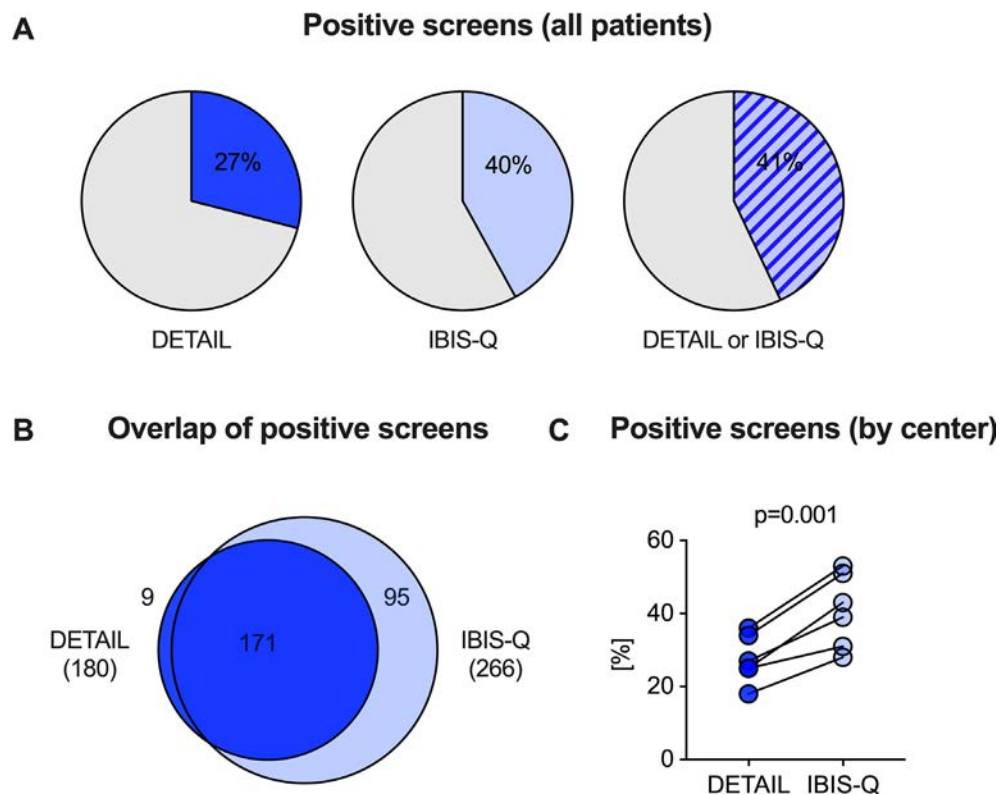 A
Positive screens (all patients)
27%
40%
41%
DETAIL
IBIS-Q
DETAIL or IBIS-Q
B
Overlap of positive screens
9
DETAIL
(180)
171
95
IBIS-Q
(266)
C
Positive screens (by center)
p=0.001
60
40
20
0
[%]
DETAIL
IBIS-Q